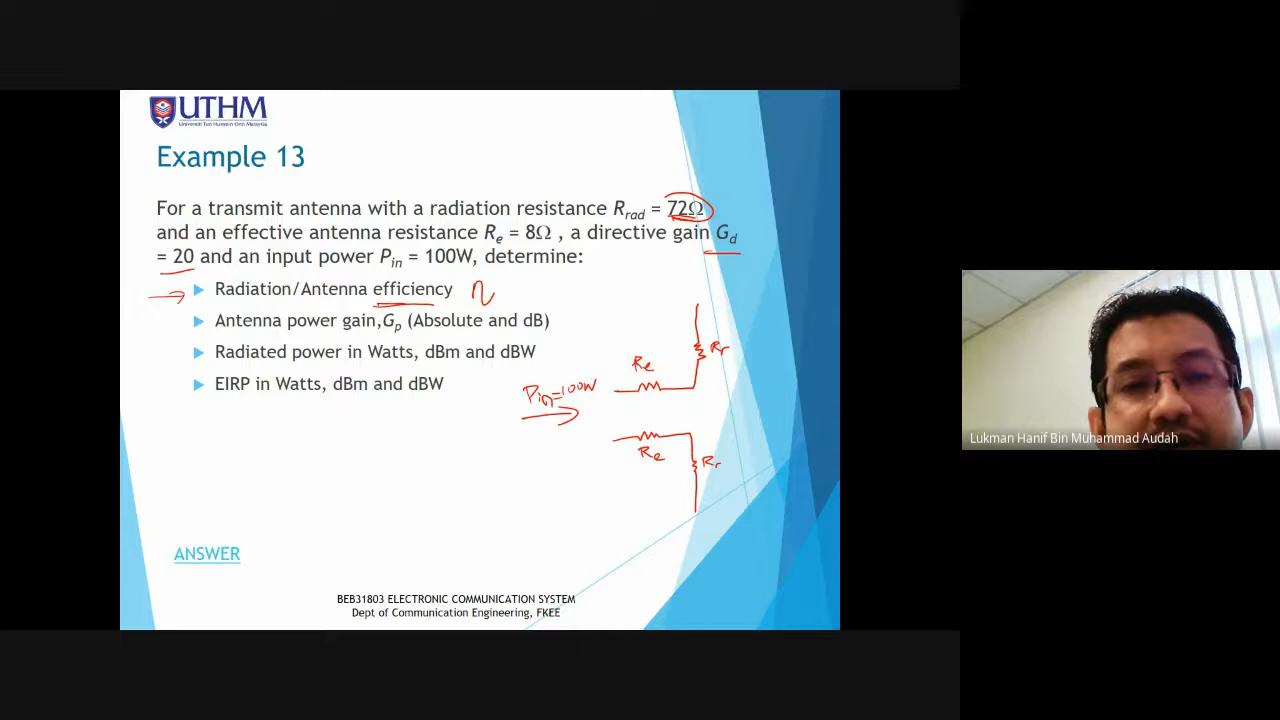 UTHM
Universiti Tun Hussein Onn Malaysia
Example 13
For a transmit antenna with a radiation resistance Rrad = 72Ω
and an effective antenna resistance Re = 8Ω , a directive gain Gd
= 20 and an input power Pin = 100W, determine:
Radiation/Antenna efficiency η
Antenna power gain,Gp (Absolute and dB)
Radiated power in Watts, dBm and dBW
EIRP in Watts, dBm and dBW
Re
Rr
Pin=100W
Re
Rr
ANSWER
BEB31803 ELECTRONIC COMMUNICATION SYSTEM
Dept of Communication Engineering, FKEE
Lukman Hanif Bin Muhammad Audah